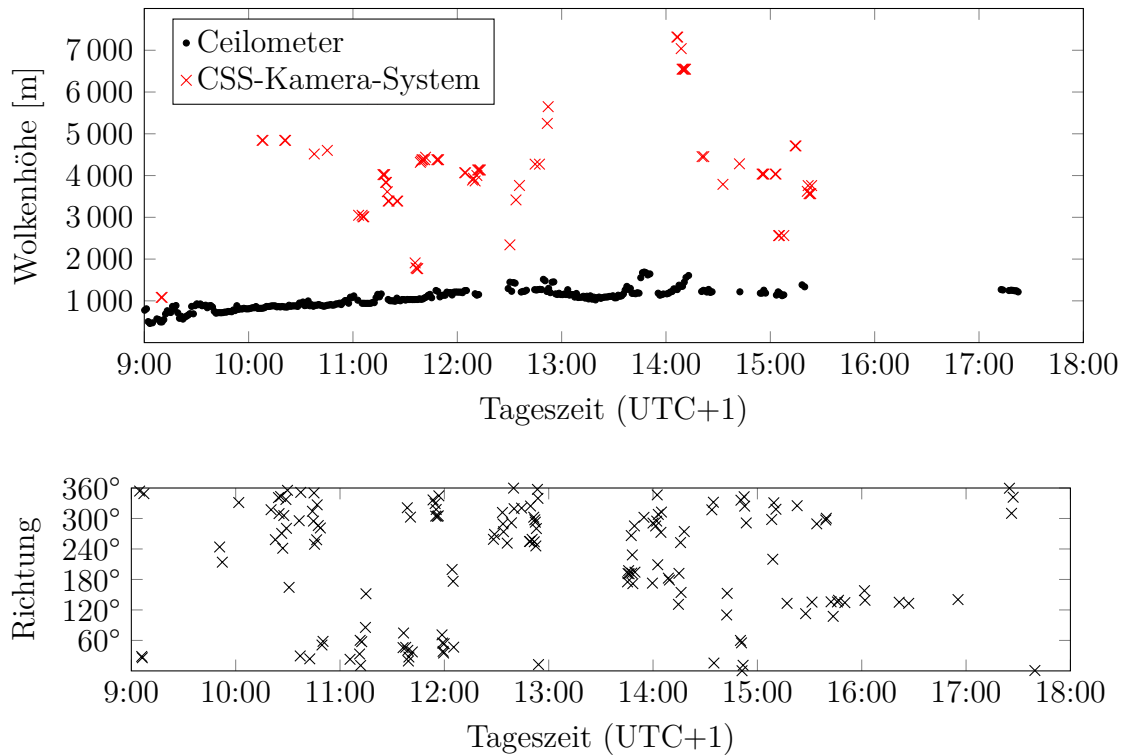 Wolkenhöhe [m]
7 000
6 000
5 000
4 000
3 000
2 000
1 000
Ceilometer
CSS-Kamera-System
9:00 10:00 11:00 12:00 13:00 14:00 15:00 16:00 17:00 18:00
Tageszeit (UTC+1)
Richtung
360°
300°
240°
180°
120°
60°
9:00 10:00 11:00 12:00 13:00 14:00 15:00 16:00 17:00 18:00
Tageszeit (UTC+1)